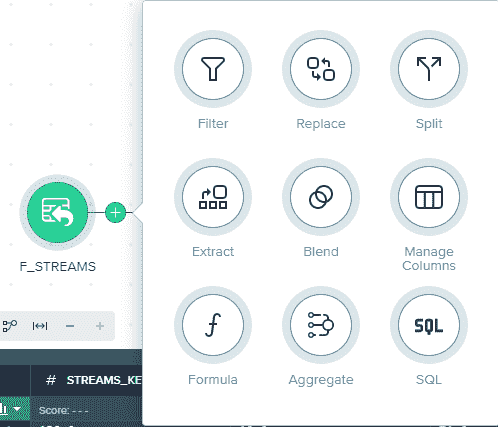 Filter Replace Split
Extract Blend Manage
Columns
F_STREAMS
Formula Aggregate SQL
SQL
# STREAMS_KE
Score: ---